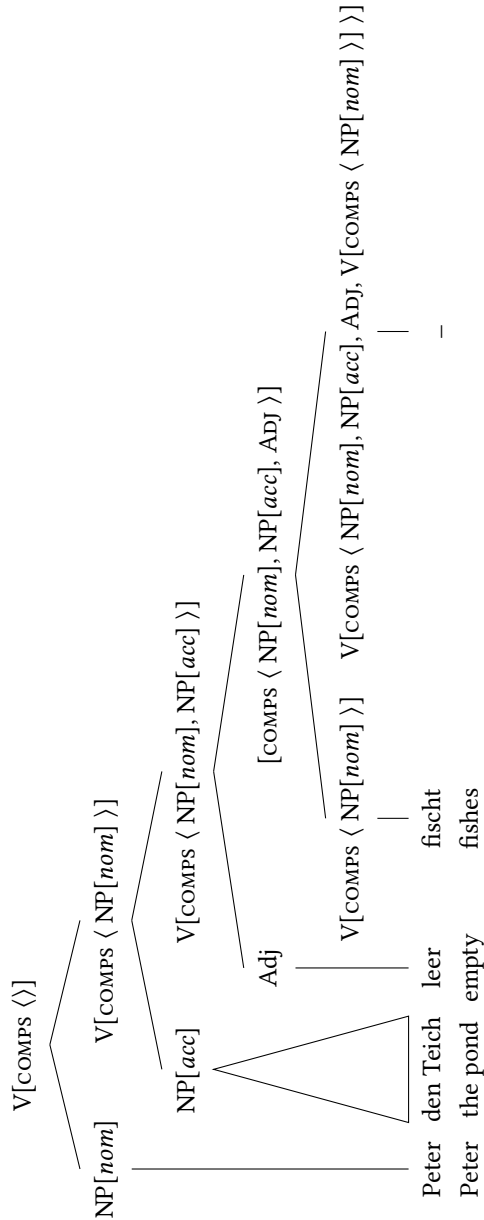 V[COMPS ⟨⟩]
NP[nom] V[COMPS ⟨ NP[nom] ⟩]
NP[acc] V[COMPS ⟨ NP[nom], NP[acc] ⟩]
Adj [COMPS ⟨ NP[nom], NP[acc], ADJ ⟩]
V[COMPS ⟨ NP[nom] ⟩] V[COMPS ⟨ NP[nom], NP[acc], ADJ, V[COMPS ⟨ NP[nom] ⟩] ⟩]
Peter den Teich leer fischt –
Peter the pond empty fishes